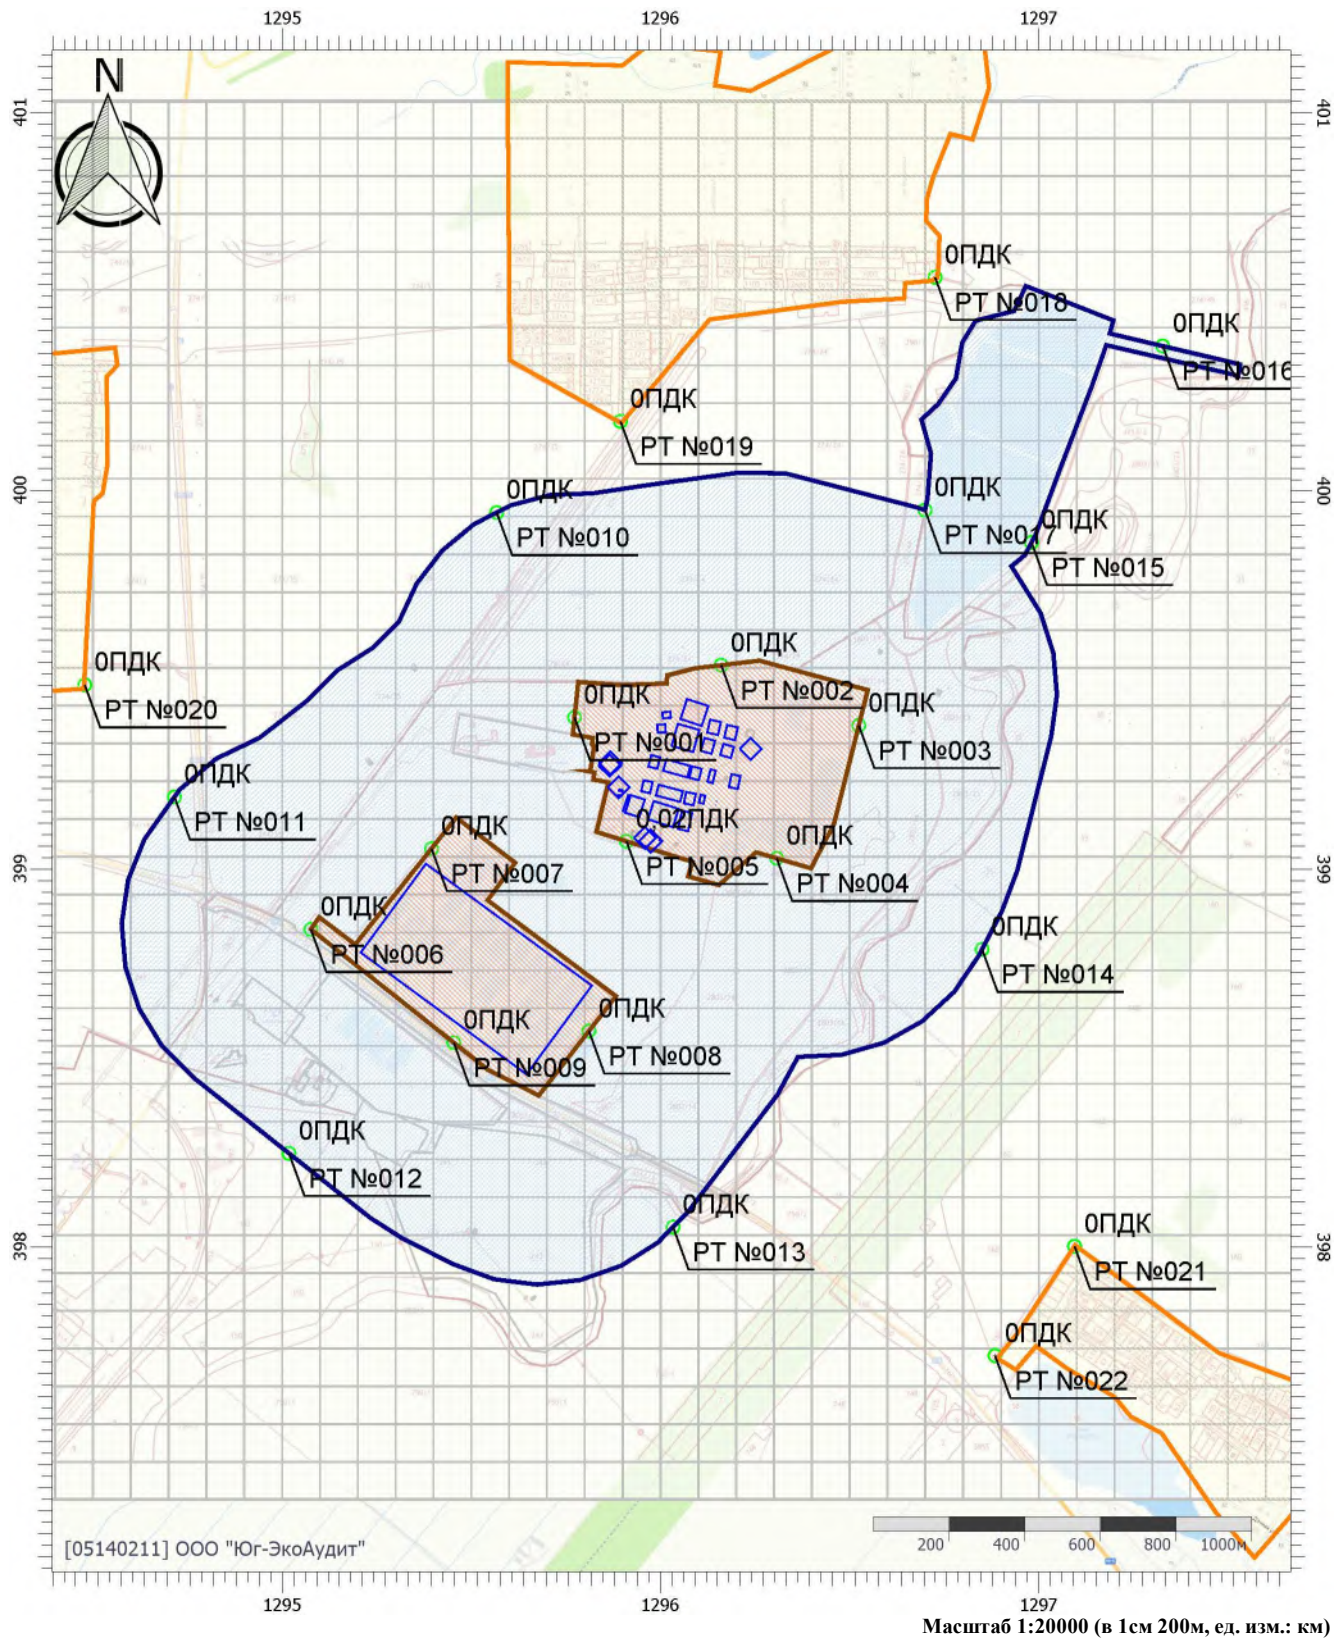 1295 1296 1297
N
401 401
0ПДК
РТ №018
0ПДК
РТ №016
0ПДК
РТ №019
400 400
0ПДК
РТ №010
0ПДК
РТ №017
0ПДК
РТ №015
0ПДК
РТ №002
0ПДК
РТ №020
0ПДК
РТ №001
0ПДК
РТ №003
0ПДК
РТ №011
0,02ПДК
РТ №005
0ПДК
РТ №007
0ПДК
РТ №004
399 399
0ПДК
РТ №006
0ПДК
РТ №014
0ПДК
РТ №008
0ПДК
РТ №009
0ПДК
РТ №012
0ПДК
РТ №013
398 398
0ПДК
РТ №021
0ПДК
РТ №022
[05140211] ООО "Юг-ЭкоАудит"
200 400 600 800 1000м
1295 1296 1297
Масштаб 1:20000 (в 1см 200м, ед. изм.: км)